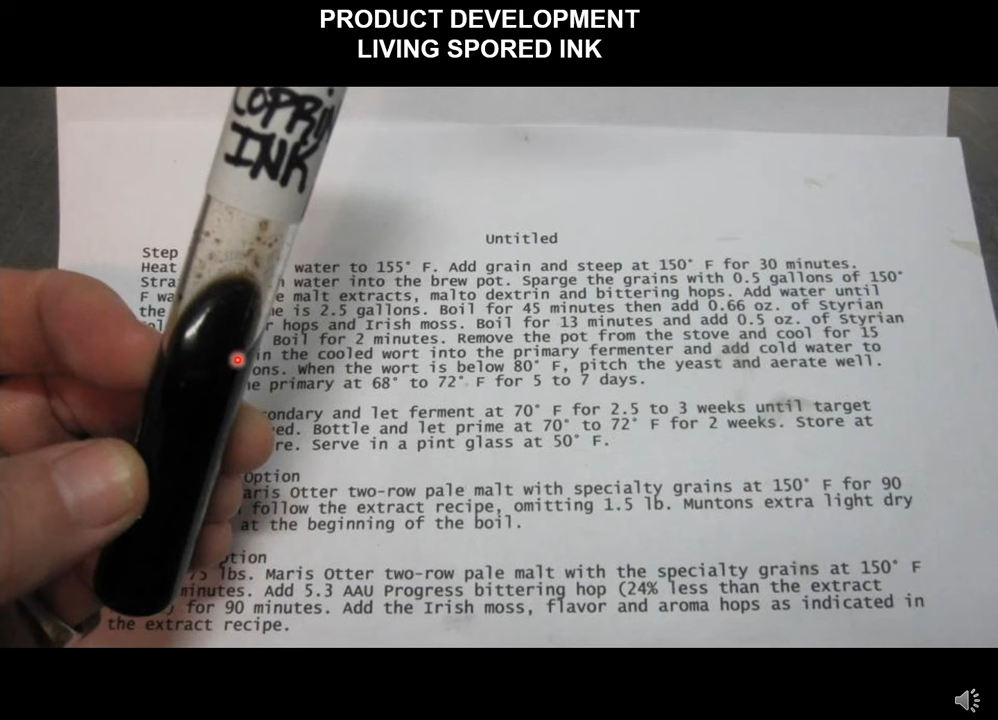 PRODUCT DEVELOPMENT
LIVING SPORED INK
INK
Untitled
Step
Heat water to 155° F. Add grain and steep at 150° F for 30 minutes.
water into the brew pot. Sparge the grains with 0.5 gallons of 150°
F malt extracts, malto dextrin and bittering hops. Add water until
the is 2.5 gallons. Boil for 45 minutes then add 0.66 oz. of Styrian
hops and Irish moss. Boil for 13 minutes and add 0.5 oz. of Styrian
Boil for 2 minutes. Remove the pot from the stove and cool for 15
in the cooled wort into the primary fermenter and add cold water to
When the wort is below 80° F, pitch the yeast and aerate well.
primary at 68° to 72° F for 5 to 7 days.
and let ferment at 70° F for 2.5 to 3 weeks until target
Bottle and let prime at 70° to 72° F for 2 weeks. Store at
Serve in a pint glass at 50° F.
Option
Otter two-row pale malt with specialty grains at 150° F for 90
follow the extract recipe, omitting 1.5 lb. Muntons extra light dry
at the beginning of the boil.
lbs. Maris Otter two-row pale malt with the specialty grains at 150° F
minutes. Add 5.3 AAU Progress bittering hop (24% less than the extract
) for 90 minutes. Add the Irish moss, flavor and aroma hops as indicated in
the extract recipe.